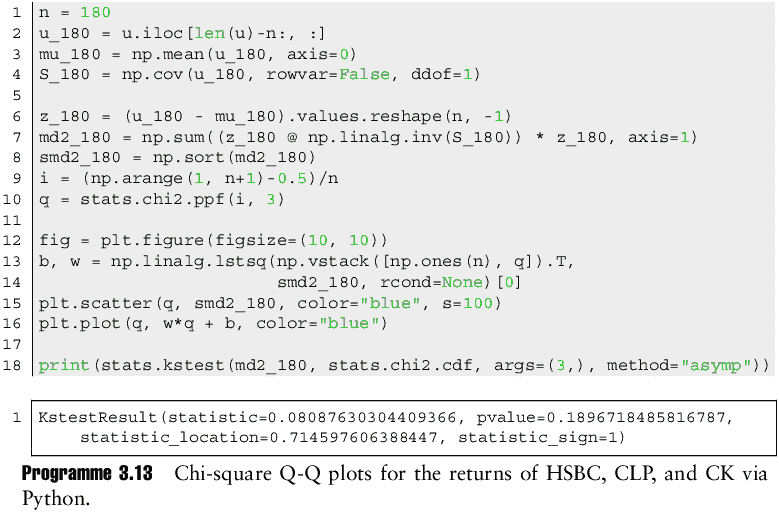 1 n = 180
2 u_180 = u.iloc[len(u)-n:, :]
3 mu_180 = np.mean(u_180, axis=0)
4 S_180 = np.cov(u_180, rowvar=False, ddof=1)
5
6 z_180 = (u_180 - mu_180).values.reshape(n, -1)
7 md2_180 = np.sum((z_180 @ np.linalg.inv(S_180)) * z_180, axis=1)
8 smd2_180 = np.sort(md2_180)
9 i = (np.arange(1, n+1)-0.5)/n
10 q = stats.chi2.ppf(i, 3)
11
12 fig = plt.figure(figsize=(10, 10))
13 b, w = np.linalg.lstsq(np.vstack([np.ones(n), q]).T,
14 smd2_180, rcond=None)[0]
15 plt.scatter(q, smd2_180, color="blue", s=100)
16 plt.plot(q, w*q + b, color="blue")
17
18 print(stats.kstest(md2_180, stats.chi2.cdf, args=(3,), method="asymp"))
1 KstestResult(statistic=0.08087630304409366, pvalue=0.1896718485816787,
statistic_location=0.714597606388447, statistic_sign=1)
Programme 3.13 Chi-square Q-Q plots for the returns of HSBC, CLP, and CK via
Python.